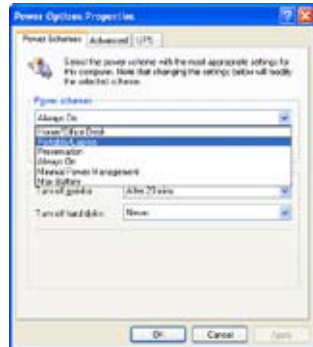 Power Options Properties
Power Schemes Advanced UPS
Select the power scheme with the most appropriate settings for
this computer. Note that changing the settings below will modify
the selected scheme.
Power schemes
Always On
Home/Office Desk
Portable/Laptop
Presentation
Always On
Minimal Power Management
Max Battery
Turn off monitor: After 20 mins
Turn off hard disks: Never
OK Cancel Apply